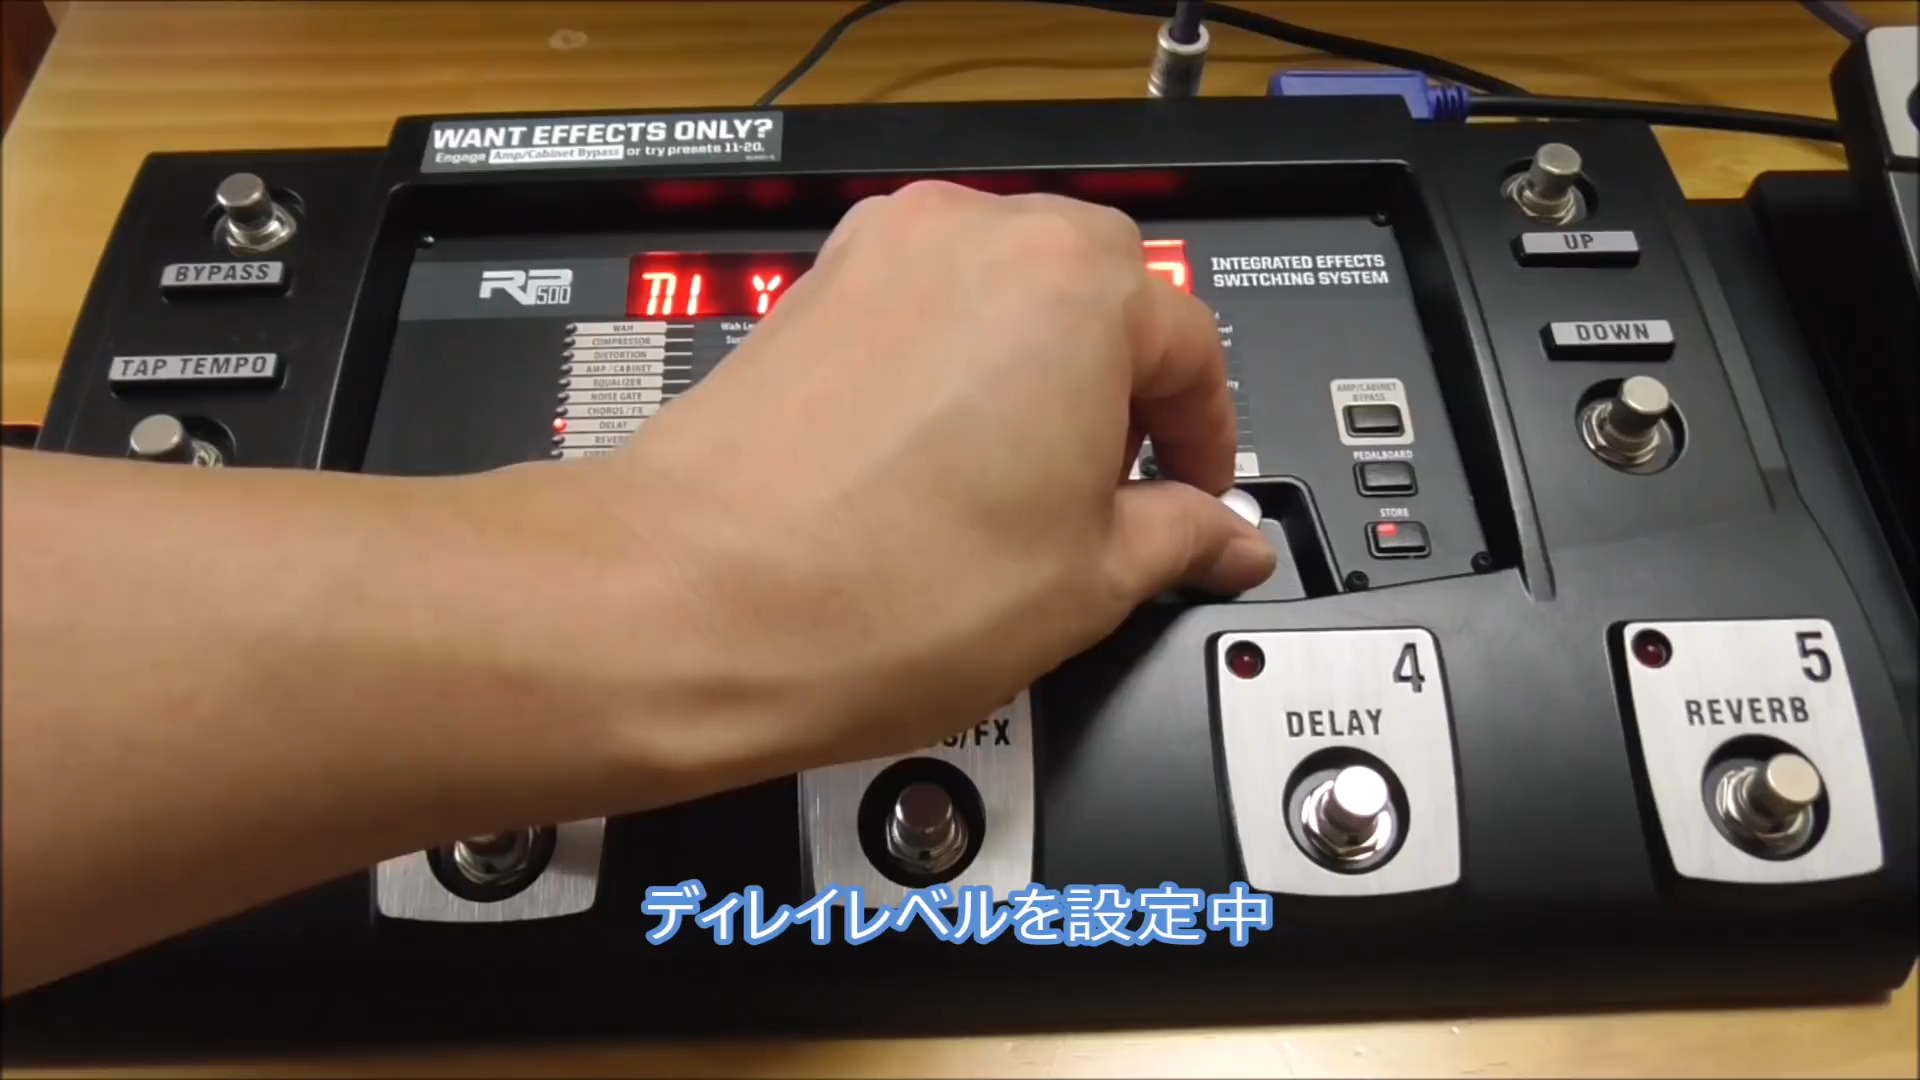 WANT EFFECTS ONLY?
Engage Amp/Cabinet Bypass or try presets 11-20.
BYPASS
UP
RP500
INTEGRATED EFFECTS
SWITCHING SYSTEM
TAP TEMPO
DOWN
WAH
COMPRESSOR
DISTORTION
AMP / CABINET
EQUALIZER
NOISE GATE
CHORUS / FX
DELAY
AMP/CABINET
BYPASS
PEDALBOARD
STORE
4
DELAY
5
REVERB
/FX
ディレイレベルを設定中